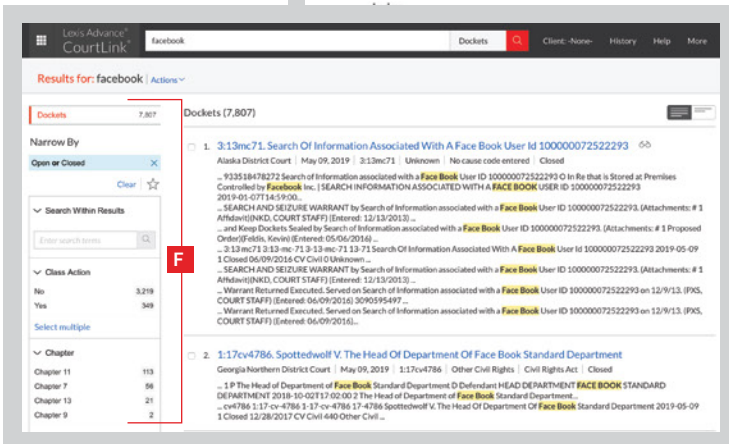 Lexis Advance®
CourtLink®
facebook
Dockets
Client: -None-
History
Help
More
Results for: facebook | Actions
Dockets 7,807
Narrow By
Open or Closed ×
Clear
Search Within Results
Enter search terms
Class Action
No 3,219
Yes 349
Select multiple
Chapter
Chapter 11 113
Chapter 7 56
Chapter 13 21
Chapter 9 2
F
Dockets (7,807)
1. 3:13mc71. Search Of Information Associated With A Face Book User Id 100000072522293
Alaska District Court | May 09, 2019 | 3:13mc71 | Unknown | No cause code entered | Closed
... 933518478272 Search of Information associated with a Face Book User ID 100000072522293 O In Re that is Stored at Premises
Controlled by Facebook Inc. | SEARCH INFORMATION ASSOCIATED WITH A FACE BOOK USER ID 100000072522293
2019-01-07T14:59:00...
... SEARCH AND SEIZURE WARRANT by Search of Information associated with a Face Book User ID 100000072522293. (Attachments: # 1
Affidavit)(NKD, COURT STAFF) (Entered: 12/13/2013) ...
... and Keep Dockets Sealed by Search of Information associated with a Face Book User ID 100000072522293. (Attachments: # 1 Proposed
Order)(Feldis, Kevin) (Entered: 05/06/2016) ...
... 3:13 mc71 3:13-mc-71 3-13-mc-71 13-71 Search Of Information Associated With A Face Book User Id 100000072522293 2019-05-09
1 Closed 06/09/2016 CV Civil 0 Unknown ...
... SEARCH AND SEIZURE WARRANT by Search of Information associated with a Face Book User ID 100000072522293. (Attachments: # 1
Affidavit)(NKD, COURT STAFF) (Entered: 12/13/2013) ...
... Warrant Returned Executed. Served on Search of Information associated with a Face Book User ID 100000072522293 on 12/9/13. (PXS,
COURT STAFF) (Entered: 06/09/2016) 3090595497 ...
... Warrant Returned Executed. Served on Search of Information associated with a Face Book User ID 100000072522293 on 12/9/13. (PXS,
COURT STAFF) (Entered: 06/09/2016)...
2. 1:17cv4786. Spottedwolf V. The Head Of Department Of Face Book Standard Department
Georgia Northern District Court | May 09, 2019 | 1:17cv4786 | Other Civil Rights | Civil Rights Act | Closed
... 1 P The Head of Department of Face Book Standard Department D Defendant HEAD DEPARTMENT FACE BOOK STANDARD
DEPARTMENT 2018-10-02T17:02:00 2 The Head of Department...
... cv4786 1:17-cv-4786 1-17-cv-4786 17-4786 Spottedwolf V. The Head Of Department Of Face Book Standard Department 2019-05-09
1 Closed 12/28/2017 CV Civil 440 Other Civil ...